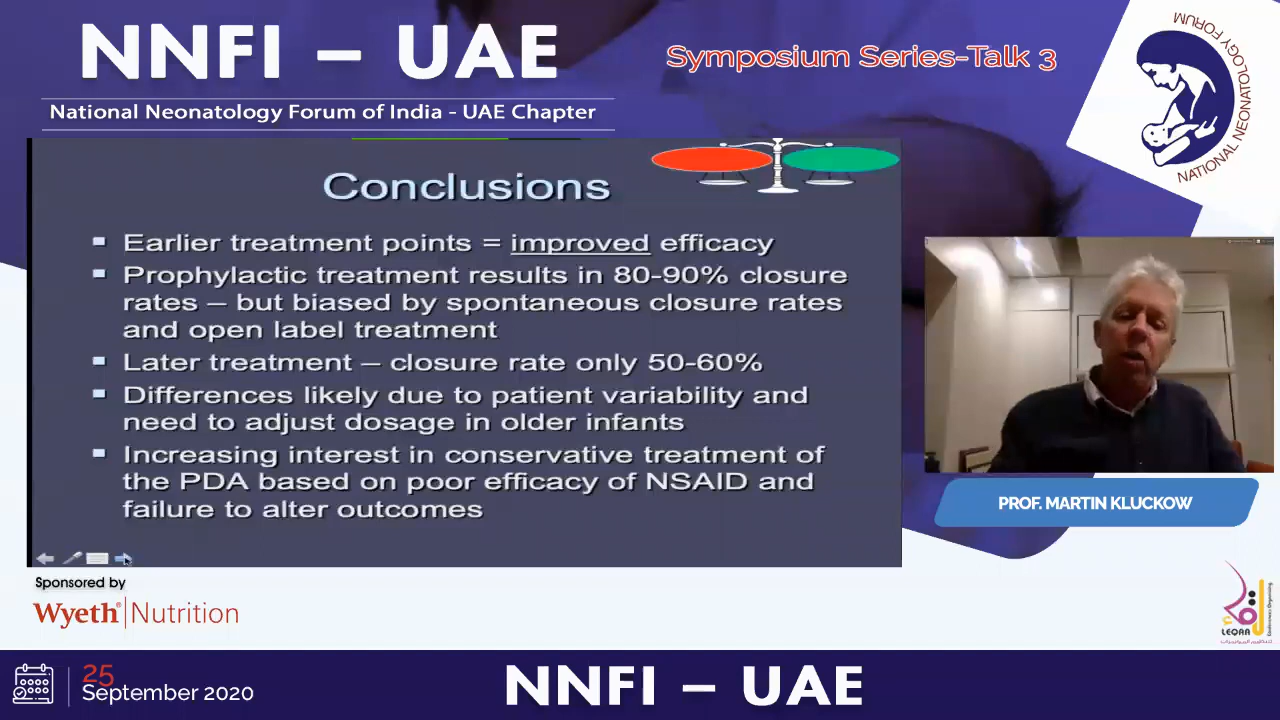 NNFI – UAE
National Neonatology Forum of India - UAE Chapter
Symposium Series-Talk 3
NATIONAL NEONATOLOGY FORUM
Conclusions
Earlier treatment points = improved efficacy
Prophylactic treatment results in 80-90% closure
rates – but biased by spontaneous closure rates
and open label treatment
Later treatment – closure rate only 50-60%
Differences likely due to patient variability and
need to adjust dosage in older infants
Increasing interest in conservative treatment of
the PDA based on poor efficacy of NSAID and
failure to alter outcomes
PROF. MARTIN KLUCKOW
Sponsored by
Wyeth® Nutrition
LEQAA
25
September 2020
NNFI – UAE